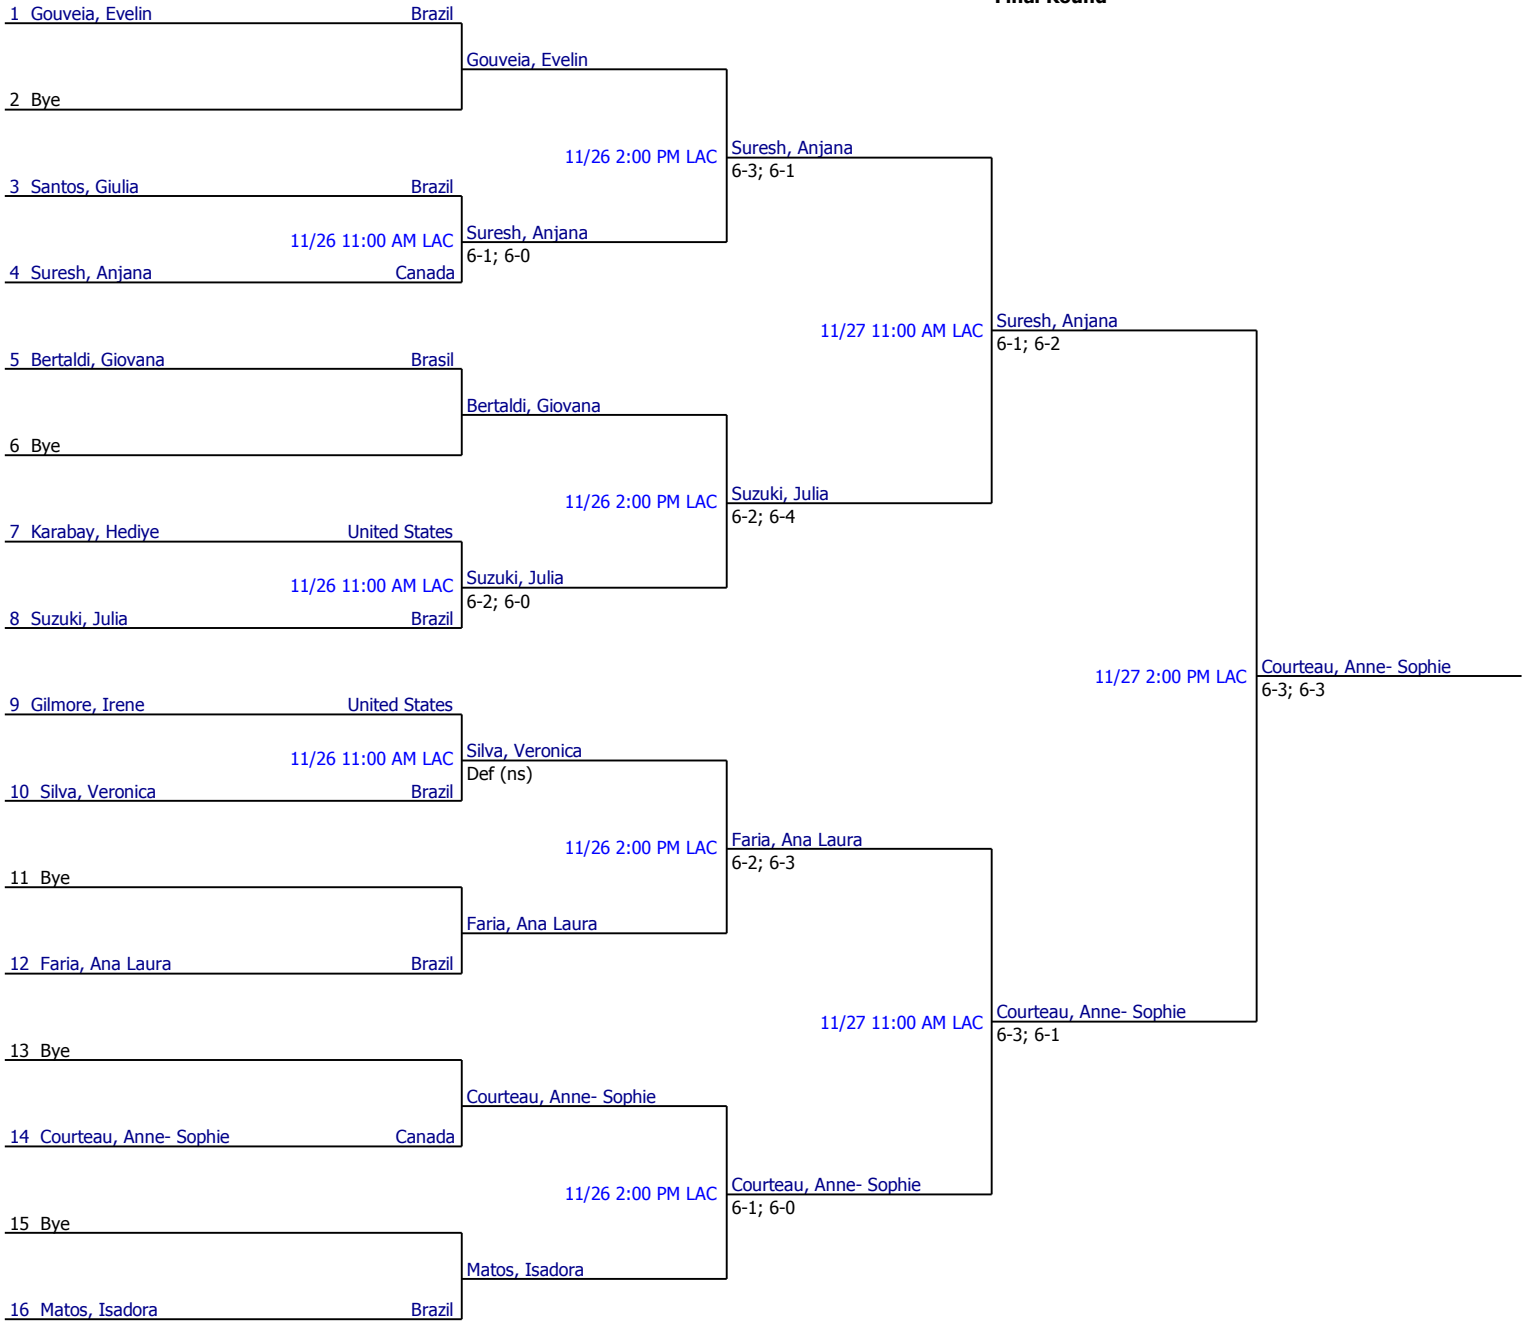 Final Round
1 Gouveia, Evelin Brazil
Gouveia, Evelin
2 Bye
11/26 2:00 PM LAC Suresh, Anjana
6-3; 6-1
3 Santos, Giulia Brazil
11/26 11:00 AM LAC Suresh, Anjana
6-1; 6-0
4 Suresh, Anjana Canada
11/27 11:00 AM LAC Suresh, Anjana
6-1; 6-2
5 Bertaldi, Giovana Brasil
Bertaldi, Giovana
6 Bye
11/26 2:00 PM LAC Suzuki, Julia
6-2; 6-4
7 Karabay, Hediye United States
11/26 11:00 AM LAC Suzuki, Julia
6-2; 6-0
8 Suzuki, Julia Brazil
11/27 2:00 PM LAC Courteau, Anne- Sophie
6-3; 6-3
9 Gilmore, Irene United States
11/26 11:00 AM LAC Silva, Veronica
Def (ns)
10 Silva, Veronica Brazil
11/26 2:00 PM LAC Faria, Ana Laura
6-2; 6-3
11 Bye
Faria, Ana Laura
12 Faria, Ana Laura Brazil
11/27 11:00 AM LAC Courteau, Anne- Sophie
6-3; 6-1
13 Bye
Courteau, Anne- Sophie
14 Courteau, Anne- Sophie Canada
11/26 2:00 PM LAC Courteau, Anne- Sophie
6-1; 6-0
15 Bye
Matos, Isadora
16 Matos, Isadora Brazil